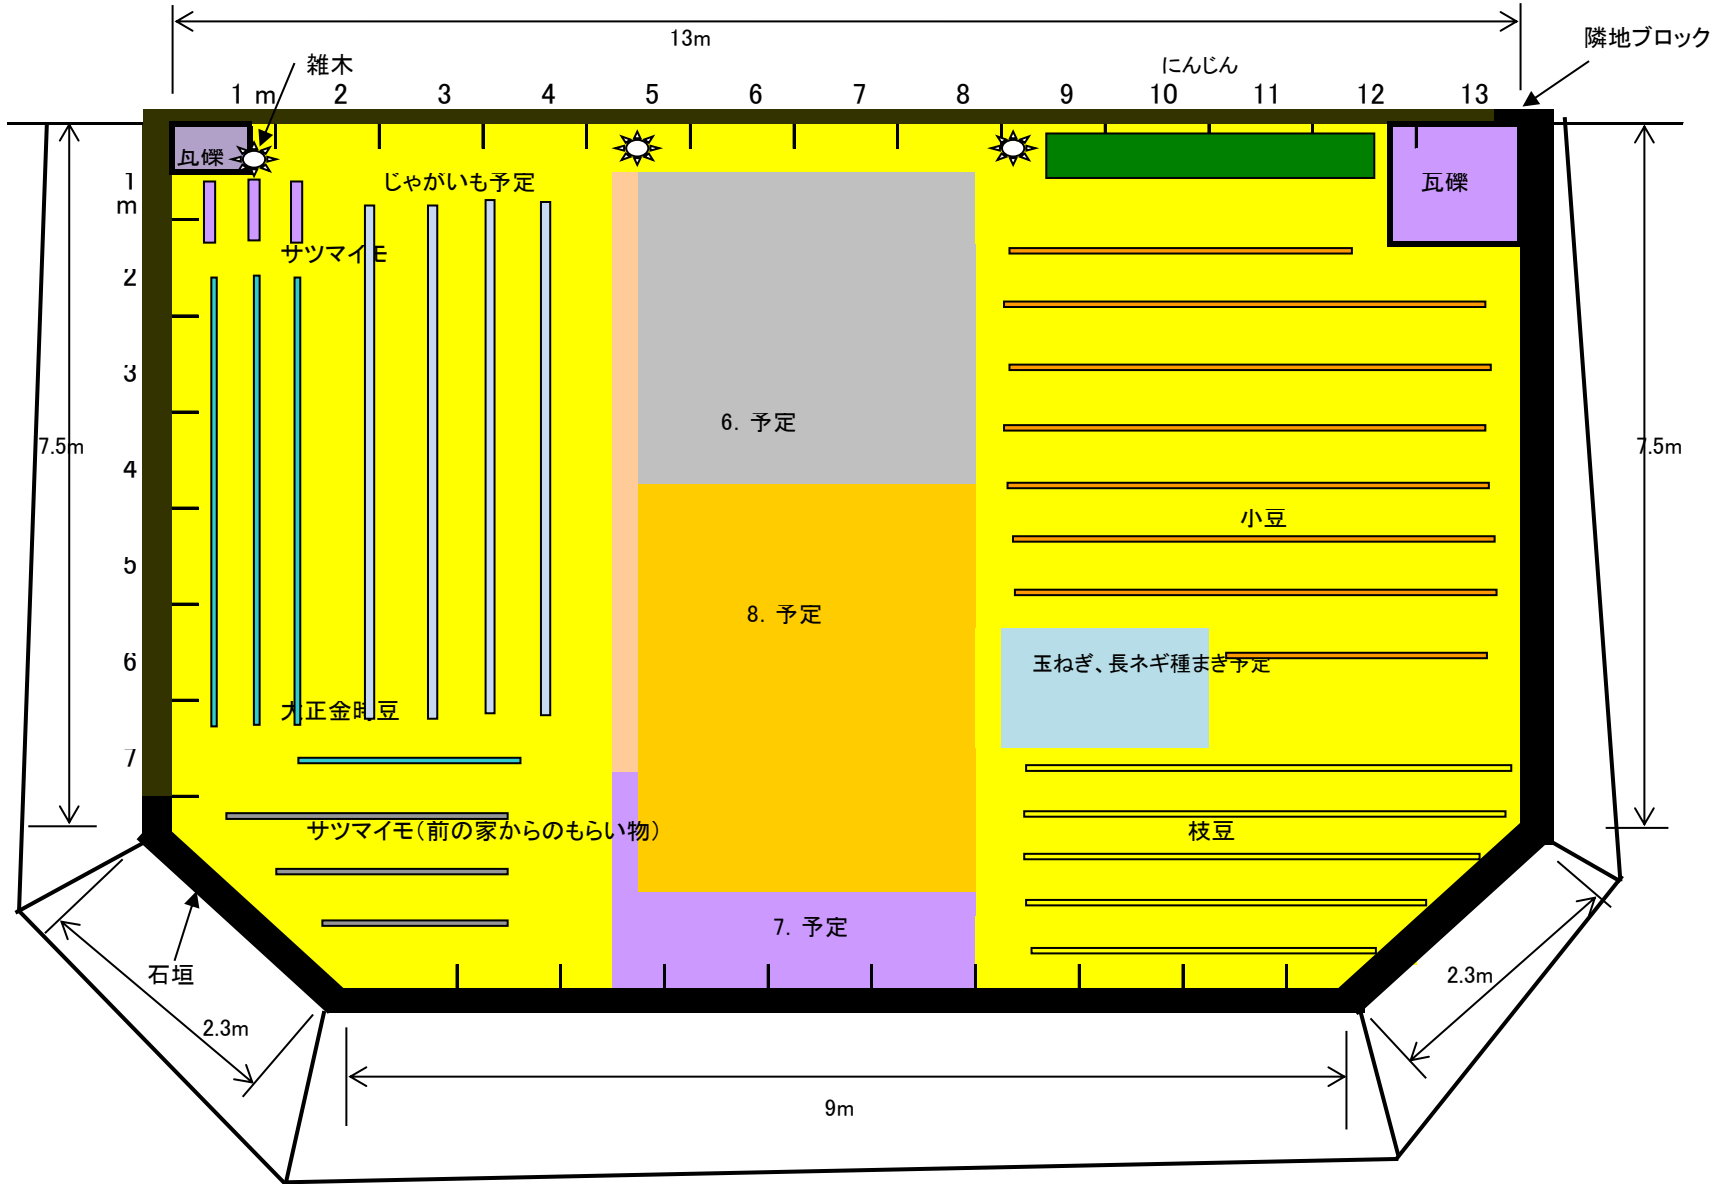 13m
隣地ブロック
雑木
にんじん
1 m 2 3 4 5 6 7 8 9 10 11 12 13
瓦礫
1
m
じゃがいも予定
瓦礫
サツマイモ
2
3
6. 予定
7.5m
7.5m
4
小豆
5
8. 予定
6
玉ねぎ、長ネギ種まき予定
大正金時豆
7
サツマイモ(前の家からのもらい物)
枝豆
7. 予定
石垣
2.3m
2.3m
9m